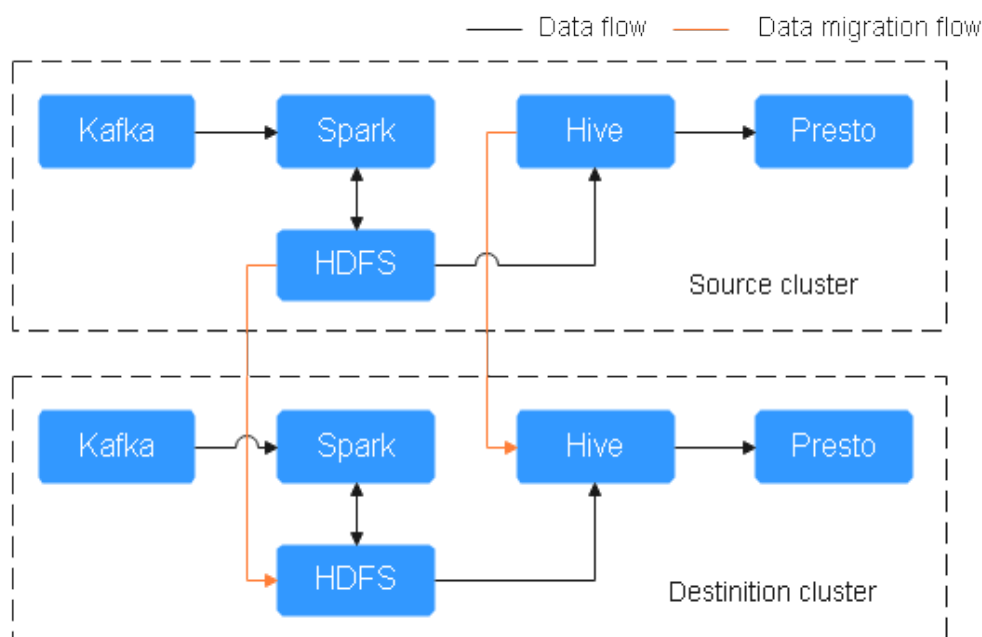 Data flow Data migration flow
Kafka Spark Hive Presto
HDFS
Source cluster
Kafka Spark Hive Presto
HDFS
Destinition cluster